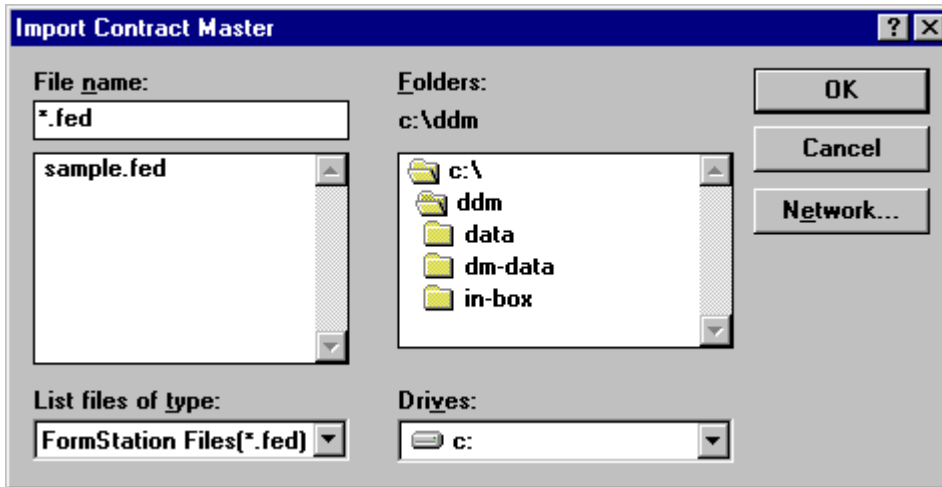 Import Contract Master
File name:
*.fed
sample.fed
List files of type:
FormStation Files(*.fed)
Folders:
c:\ddm
c:\
ddm
data
dm-data
in-box
Drives:
c:
OK
Cancel
Network...